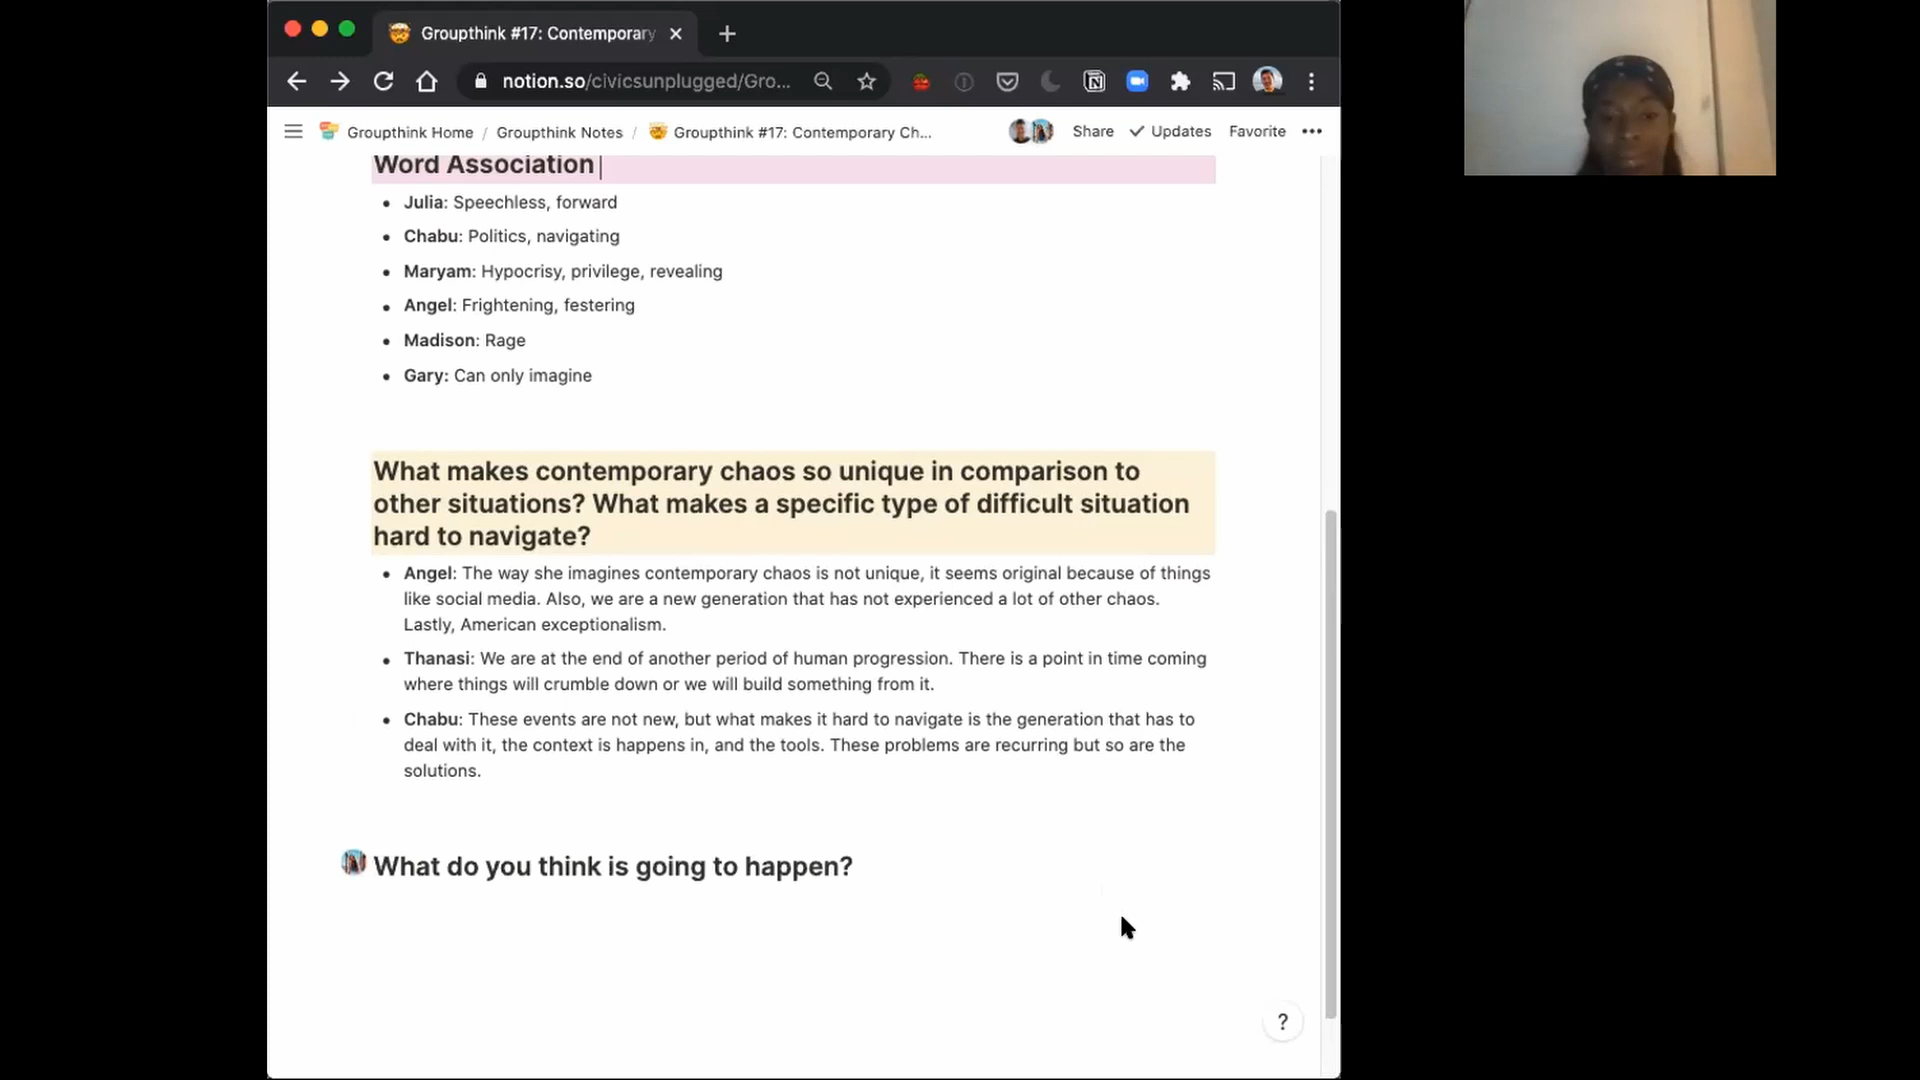 Groupthink #17: Contemporary
notion.so/civicsunplugged/Gro...
Groupthink Home / Groupthink Notes / Groupthink #17: Contemporary Ch...
Share Updates Favorite
Word Association
Julia: Speechless, forward
Chabu: Politics, navigating
Maryam: Hypocrisy, privilege, revealing
Angel: Frightening, festering
Madison: Rage
Gary: Can only imagine
What makes contemporary chaos so unique in comparison to
other situations? What makes a specific type of difficult situation
hard to navigate?
Angel: The way she imagines contemporary chaos is not unique, it seems original because of things
like social media. Also, we are a new generation that has not experienced a lot of other chaos.
Lastly, American exceptionalism.
Thanasi: We are at the end of another period of human progression. There is a point in time coming
where things will crumble down or we will build something from it.
Chabu: These events are not new, but what makes it hard to navigate is the generation that has to
deal with it, the context is happens in, and the tools. These problems are recurring but so are the
solutions.
What do you think is going to happen?
?